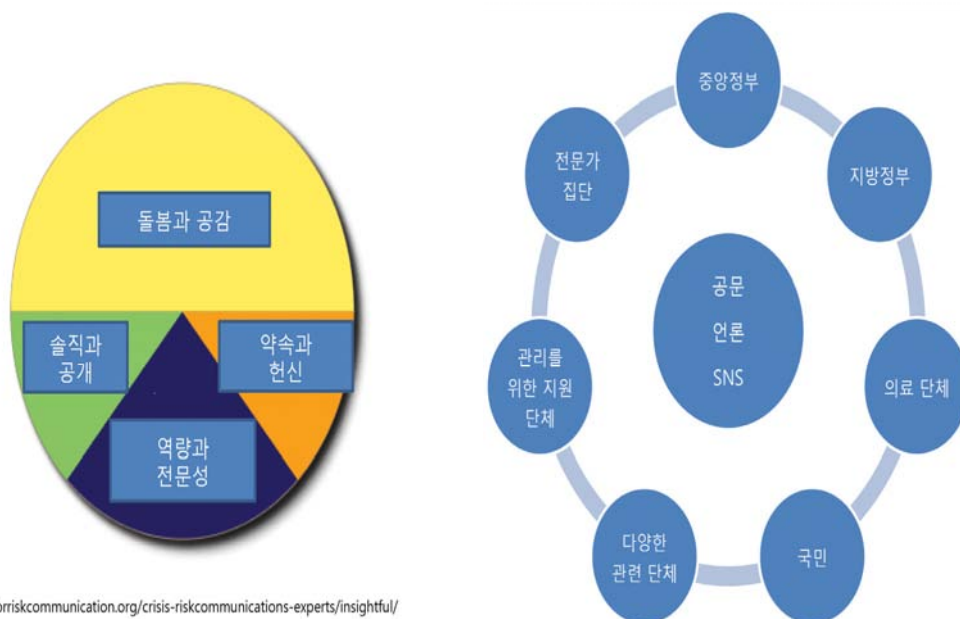 돌봄과 공감
솔직과
공개
약속과
헌신
역량과
전문성
orriskcommunication.org/crisis-riskcommunications-experts/insightful/
중앙정부
지방정부
의료 단체
국민
다양한
관련 단체
관리를
위한 지원
단체
전문가
집단
공문
언론
SNS